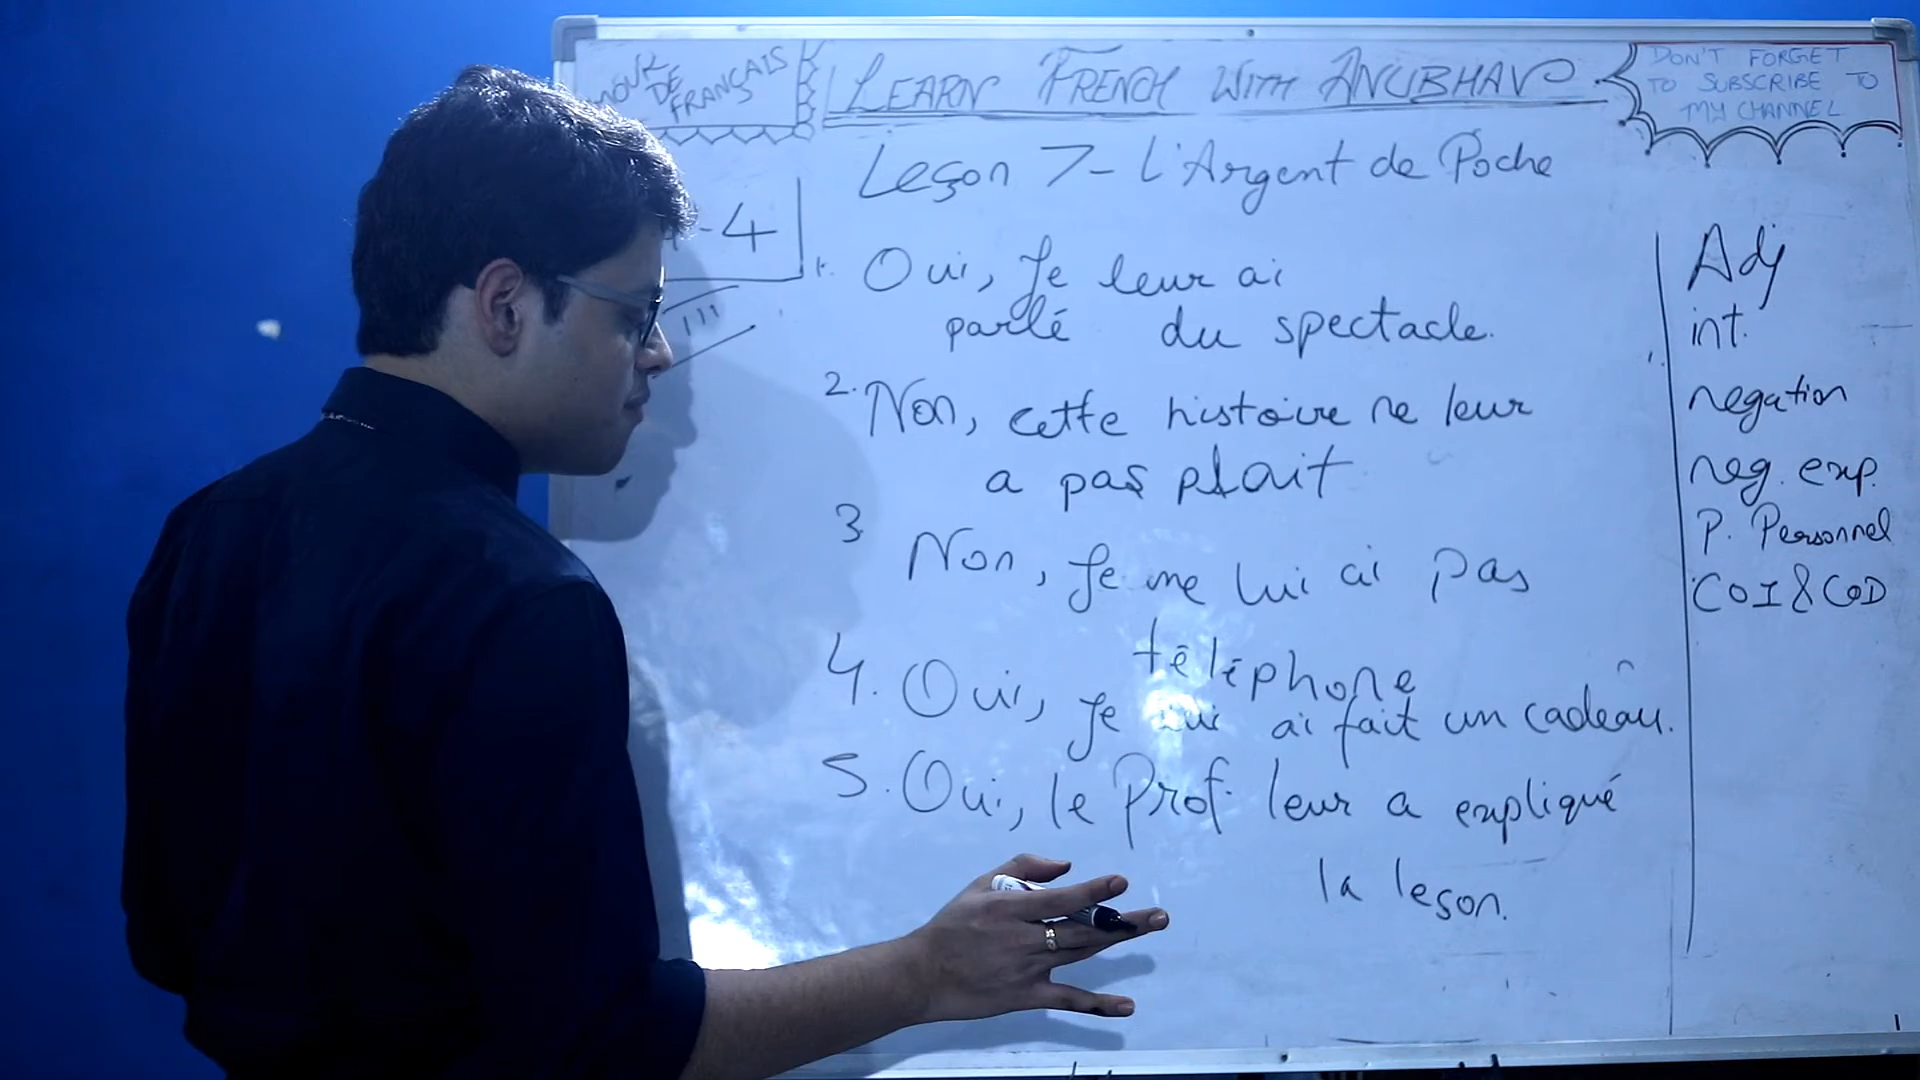 DE
FRANÇAIS
LEARN FRENCH WITH ANUBHAV
DON'T FORGET
TO SUBSCRIBE TO
MY CHANNEL
Leçon 7- L'Argent de Poche
-4
1. Oui, Je leur ai
parlé du spectacle.
2. Non, cette histoire ne leur
a pas plait
3 Non, Je ne lui ai pas
téléphone
4. Oui, Je lui ai fait un cadeau.
5. Oui, le Prof. leur a expliqué
la leson.
Adj
int.
negation
neg. exp.
P. Personnel
COI & COD